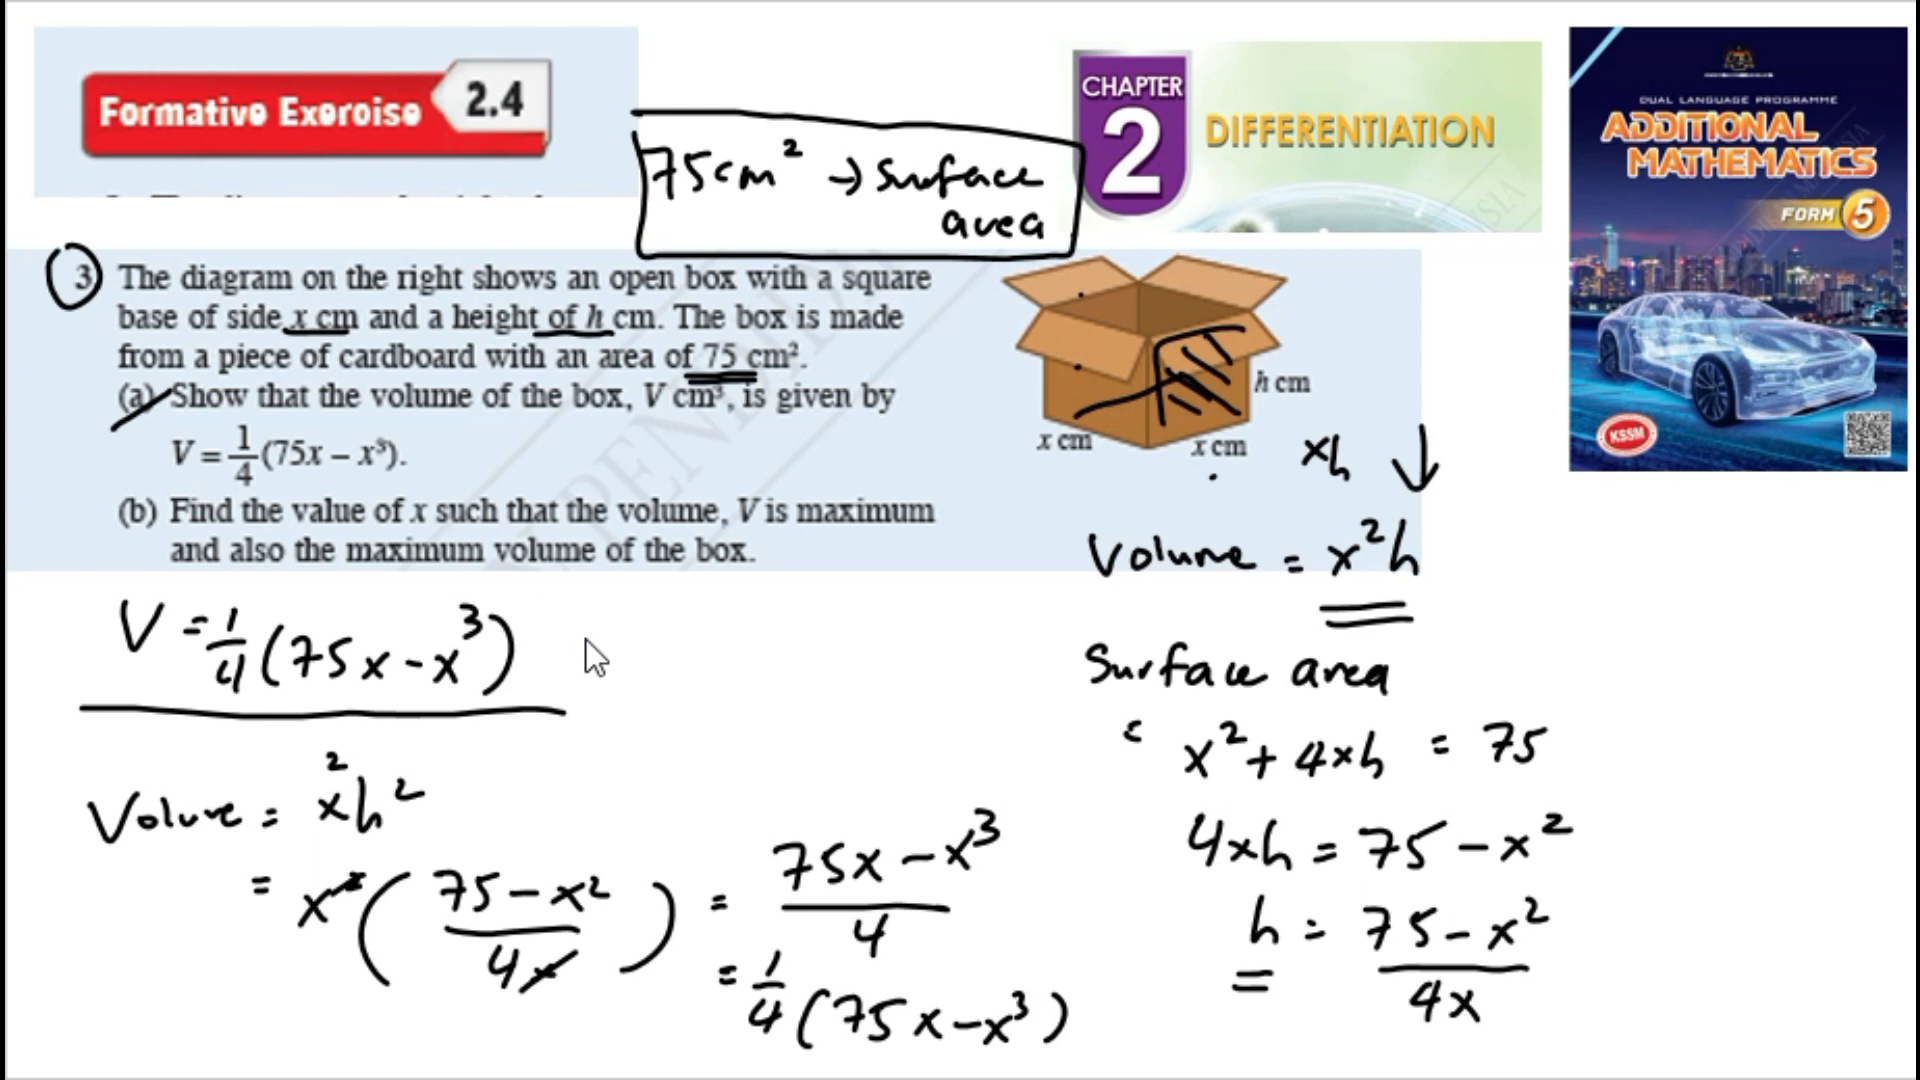 Formative Exercise 2.4
75cm² → Surface
area
CHAPTER
2
DIFFERENTIATION
DUAL LANGUAGE PROGRAMME
ADDITIONAL
MATHEMATICS
FORM 5
KSSM
3 The diagram on the right shows an open box with a square
base of side x cm and a height of h cm. The box is made
from a piece of cardboard with an area of 75 cm².
(a) Show that the volume of the box, V cm³, is given by
V = 1/4 (75x – x³).
(b) Find the value of x such that the volume, V is maximum
and also the maximum volume of the box.
h cm
x cm
x cm
xh ↓
Volume = x²h
Surface area
= x² + 4xh = 75
4xh = 75 – x²
h = (75 – x²)/4x
V = 1/4 (75x – x³)
Volume = x²h²
= x² ((75 – x²)/4x) = (75x – x³)/4
= 1/4 (75x – x³)